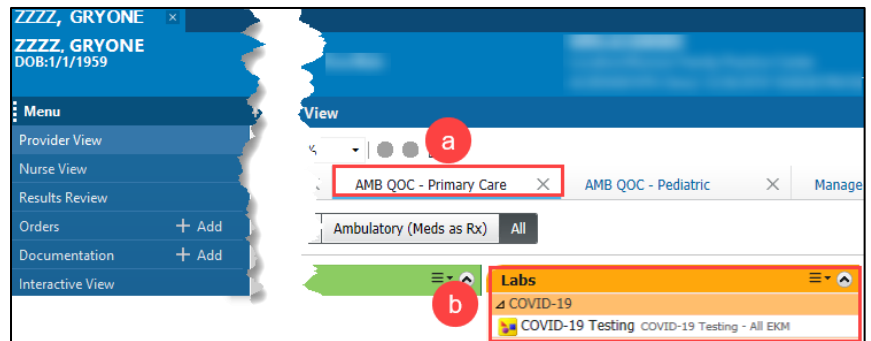 ZZZZ, GRYONE ×
ZZZZ, GRYONE
DOB:1/1/1959
Menu
Provider View
Nurse View
Results Review
Orders + Add
Documentation + Add
Interactive View
View
%
a
AMB QOC - Primary Care ×
AMB QOC - Pediatric ×
Manage
Ambulatory (Meds as Rx) All
b
Labs
COVID-19
COVID-19 Testing COVID-19 Testing - All EKM